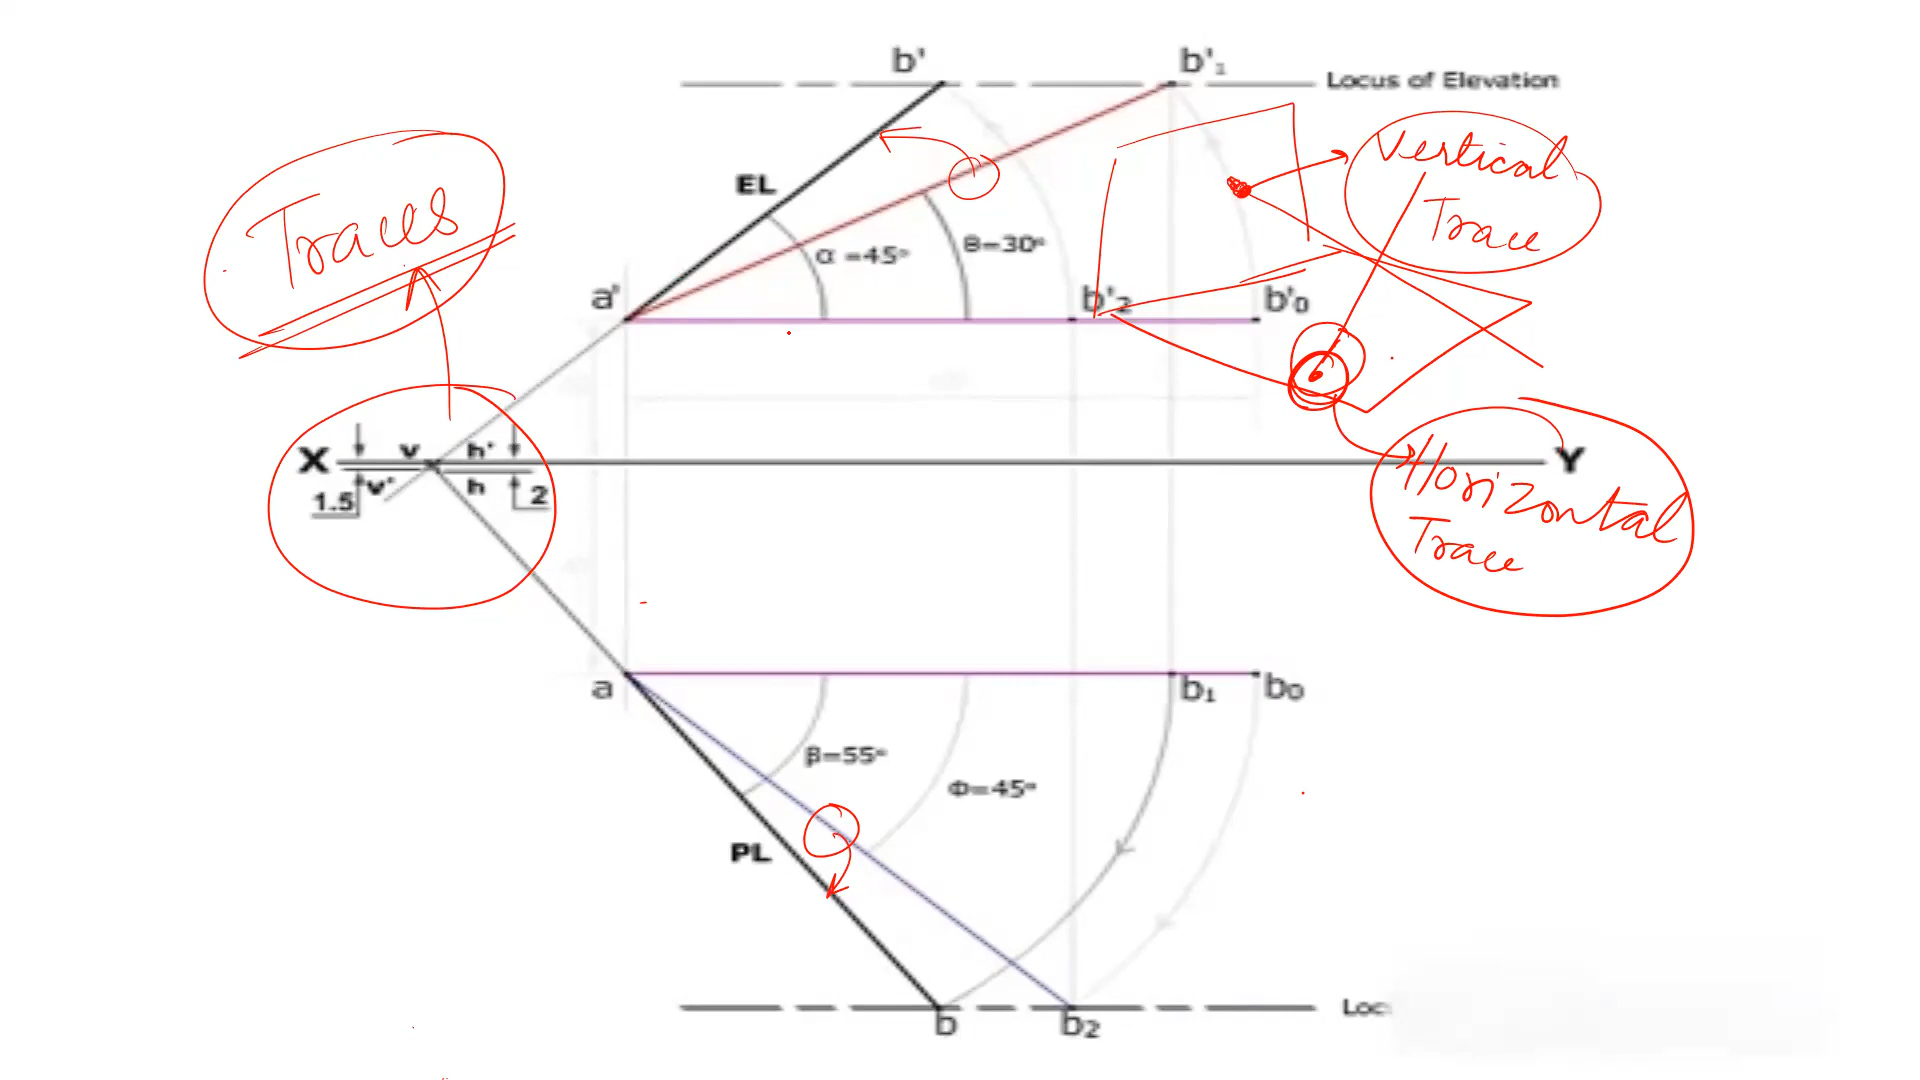 b' b'₁ Locus of Elevation
Vertical
Trace
Traces
EL
α =45° θ=30°
a' b'₂ b'₀
X v h' Y
1.5 v' h 2
Horizontal
Trace
a b₁ b₀
β=55°
Φ=45°
PL
b b₂